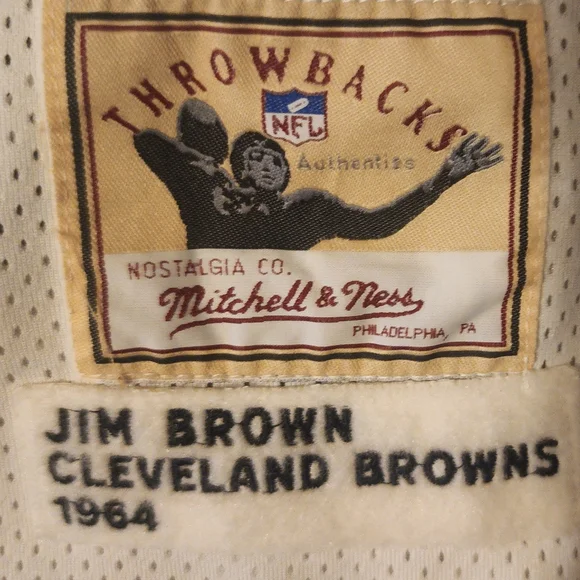 THROWBACKS
NFL
Authentics
NOSTALGIA CO.
Mitchell & Ness
PHILADELPHIA, PA
JIM BROWN
CLEVELAND BROWNS
1964